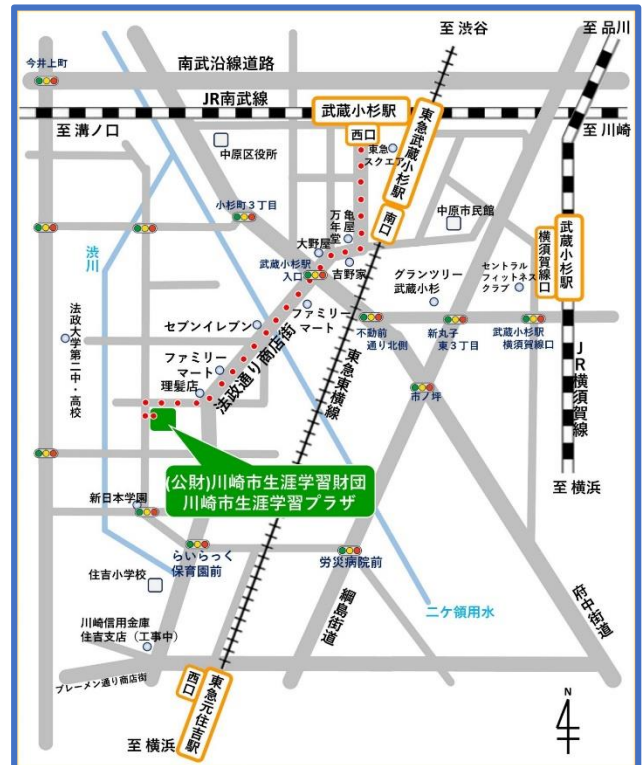 至 渋谷
至 品川
今井上町
南武沿線道路
JR南武線
武蔵小杉駅
西口
東急武蔵小杉駅
至 溝ノ口
至 川崎
中原区役所
東急
スクエア
小杉町3丁目
亀屋
万年堂
南口
中原市民館
大野屋
渋川
武蔵小杉駅
入口
吉野家
グランツリー
武蔵小杉
セントラル
フィットネス
クラブ
横須賀線口
武蔵小杉駅
法政大学
第二中・高校
セブンイレブン
ファミリー
マート
不動前
通り北側
新丸子
東3丁目
武蔵小杉駅
横須賀線口
ファミリー
マート
理髪店
法政通り商店街
東急東横線
JR横須賀線
市ノ坪
(公財)川崎市生涯学習財団
川崎市生涯学習プラザ
至 横浜
新日本学園
らいらっく
保育園前
労災病院前
住吉小学校
綱島街道
二ケ領用水
府中街道
川崎信用金庫
住吉支店（工事中）
ブレーメン通り商店街
西口
東急元住吉駅
至 横浜
N